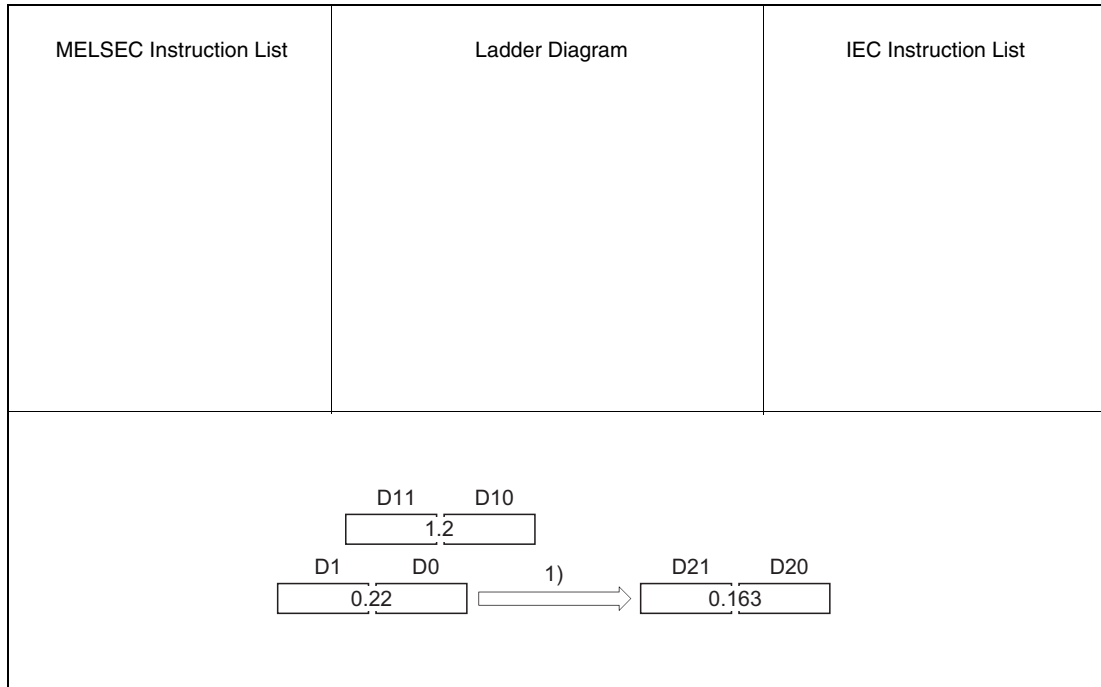 MELSEC Instruction List
Ladder Diagram
IEC Instruction List
D11 D10
1.2
D1 D0
1)
D21 D20
0.22
0.163